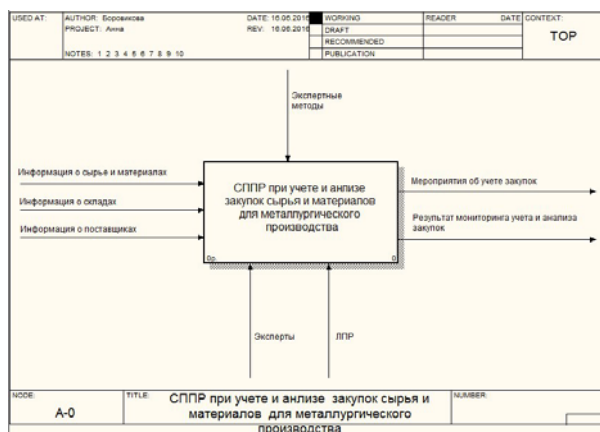 USED AT: AUTHOR: Боровикова DATE: 16.06.2016 WORKING READER DATE CONTEXT:
PROJECT: Анна REV: 16.06.2016 DRAFT
RECOMMENDED
NOTES: 1 2 3 4 5 6 7 8 9 10 PUBLICATION
TOP
Экспертные
методы
Информация о сырье и материалах
Информация о складах
Информация о поставщиках
СППР при учете и анлизе
закупок сырья и материалов
для металлургического
производства
0р.
0
Мероприятия об учете закупок
Результат мониторинга учета и анализа
закупок
Эксперты
ЛПР
NODE: TITLE: NUMBER:
A-0
СППР при учете и анлизе закупок сырья и
материалов для металлургического
производства